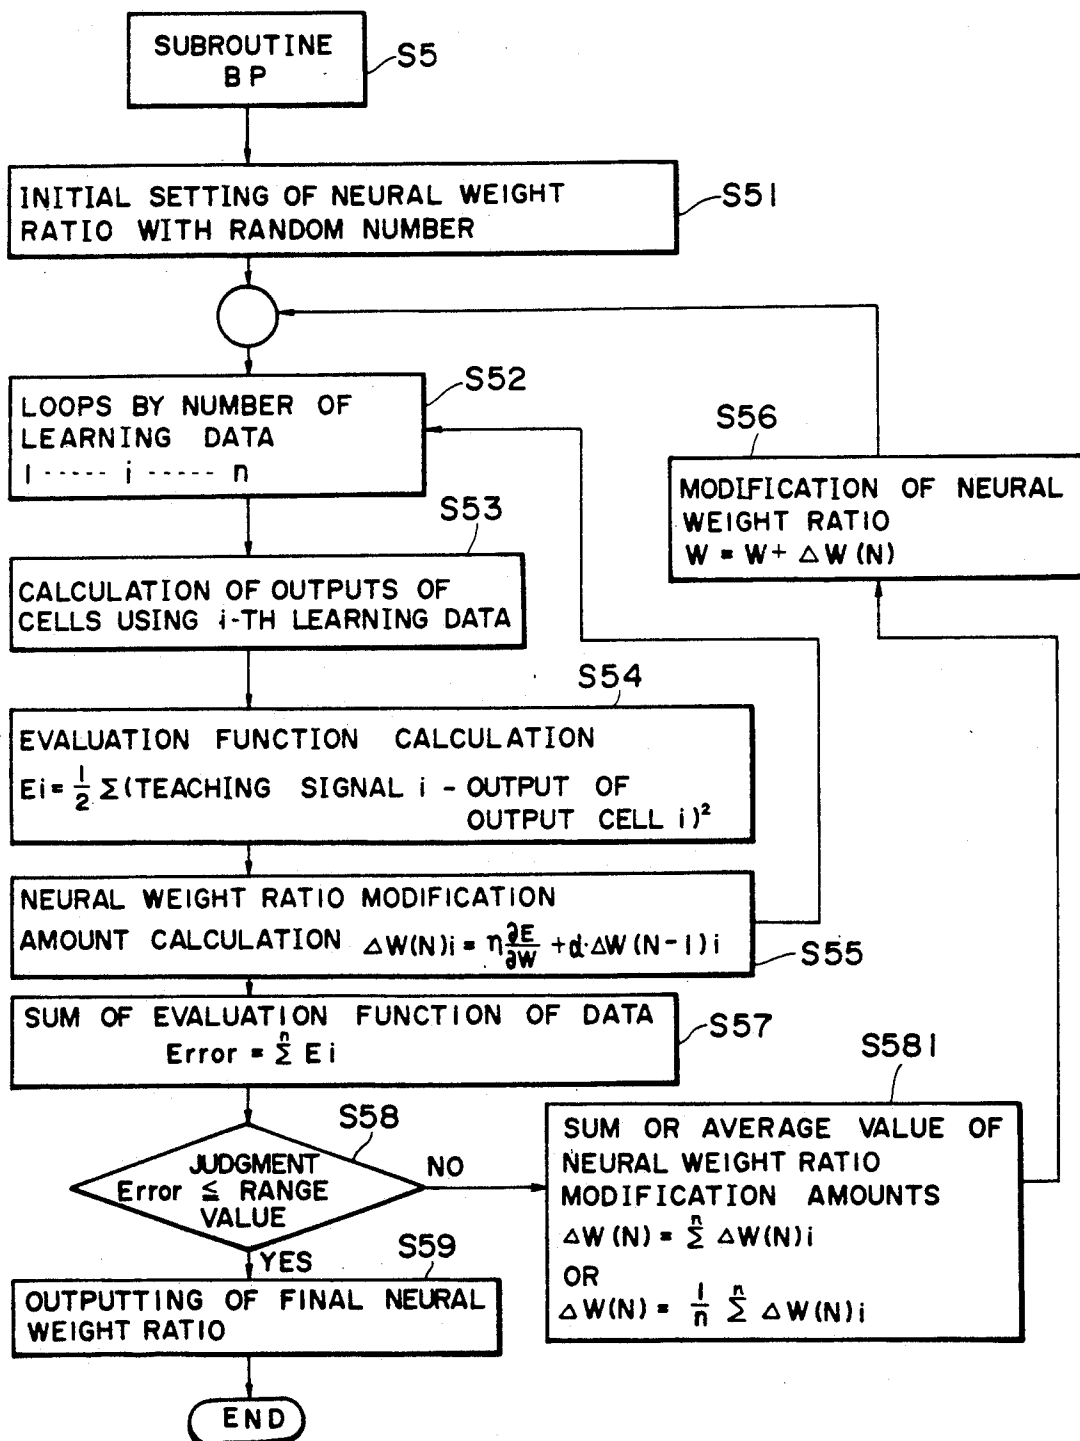 SUBROUTINE
BP
S5
INITIAL SETTING OF NEURAL WEIGHT
RATIO WITH RANDOM NUMBER
S51
LOOPS BY NUMBER OF
LEARNING DATA
1 ----- i ----- n
S52
S53
CALCULATION OF OUTPUTS OF
CELLS USING i-TH LEARNING DATA
S54
EVALUATION FUNCTION CALCULATION
Ei = 1/2 Σ(TEACHING SIGNAL i - OUTPUT OF
OUTPUT CELL i)²
NEURAL WEIGHT RATIO MODIFICATION
AMOUNT CALCULATION ΔW(N)i = η ∂E/∂W + α·ΔW(N-1)i
S55
S56
MODIFICATION OF NEURAL
WEIGHT RATIO
W = W + ΔW(N)
SUM OF EVALUATION FUNCTION OF DATA
Error = Σⁿ Ei
S57
S58
JUDGMENT
Error ≦ RANGE
VALUE
NO
YES
S581
SUM OR AVERAGE VALUE OF
NEURAL WEIGHT RATIO
MODIFICATION AMOUNTS
ΔW(N) = Σⁿ ΔW(N)i
OR
ΔW(N) = 1/n Σⁿ ΔW(N)i
S59
OUTPUTTING OF FINAL NEURAL
WEIGHT RATIO
END